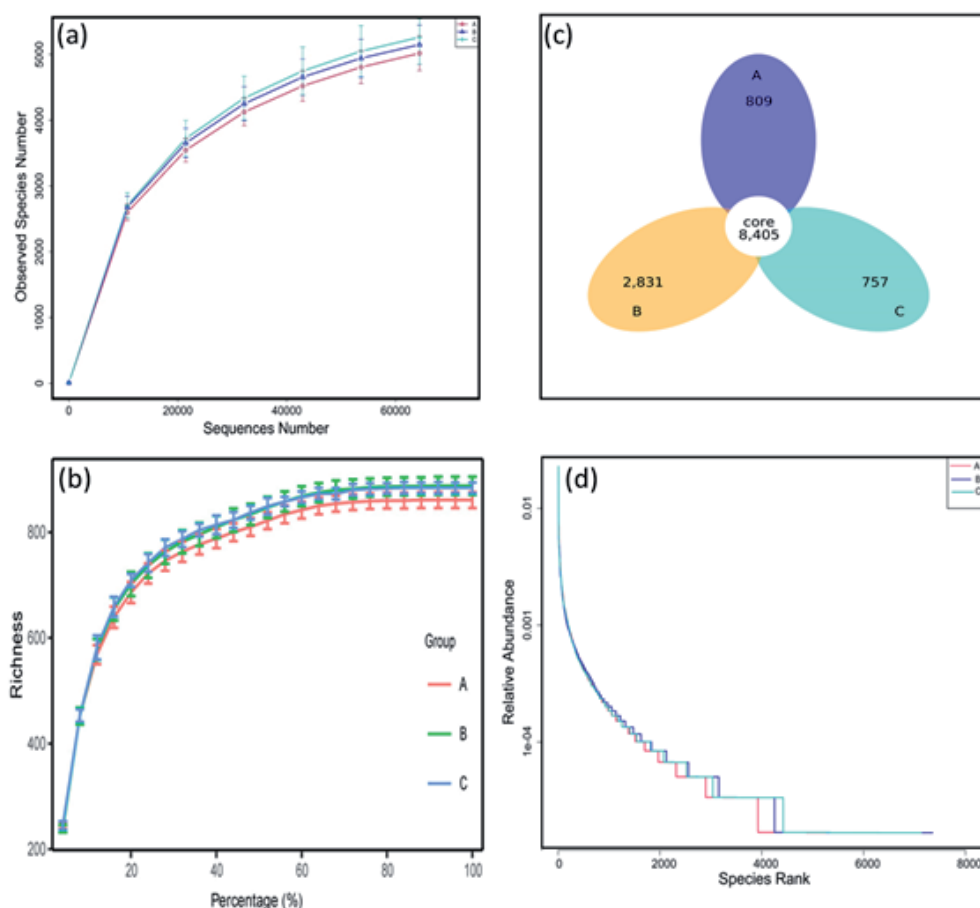 (a)
A
B
C
Observed Species Number
0
1000
2000
3000
4000
5000
0
20000
40000
60000
Sequences Number
(c)
A
809
core
8,405
2,831
B
757
C
(b)
Richness
200
400
600
800
Group
A
B
C
20
40
60
80
100
Percentage (%)
(d)
A
B
C
Relative Abundance
0.01
0.001
1e-04
0
2000
4000
6000
8000
Species Rank